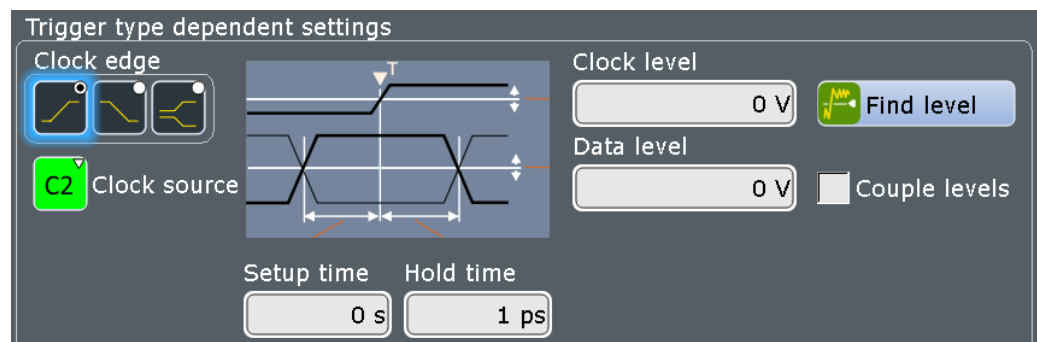 Trigger type dependent settings
Clock edge
T
Clock level
0 V
Find level
Data level
C2 Clock source
0 V
Couple levels
Setup time Hold time
0 s 1 ps